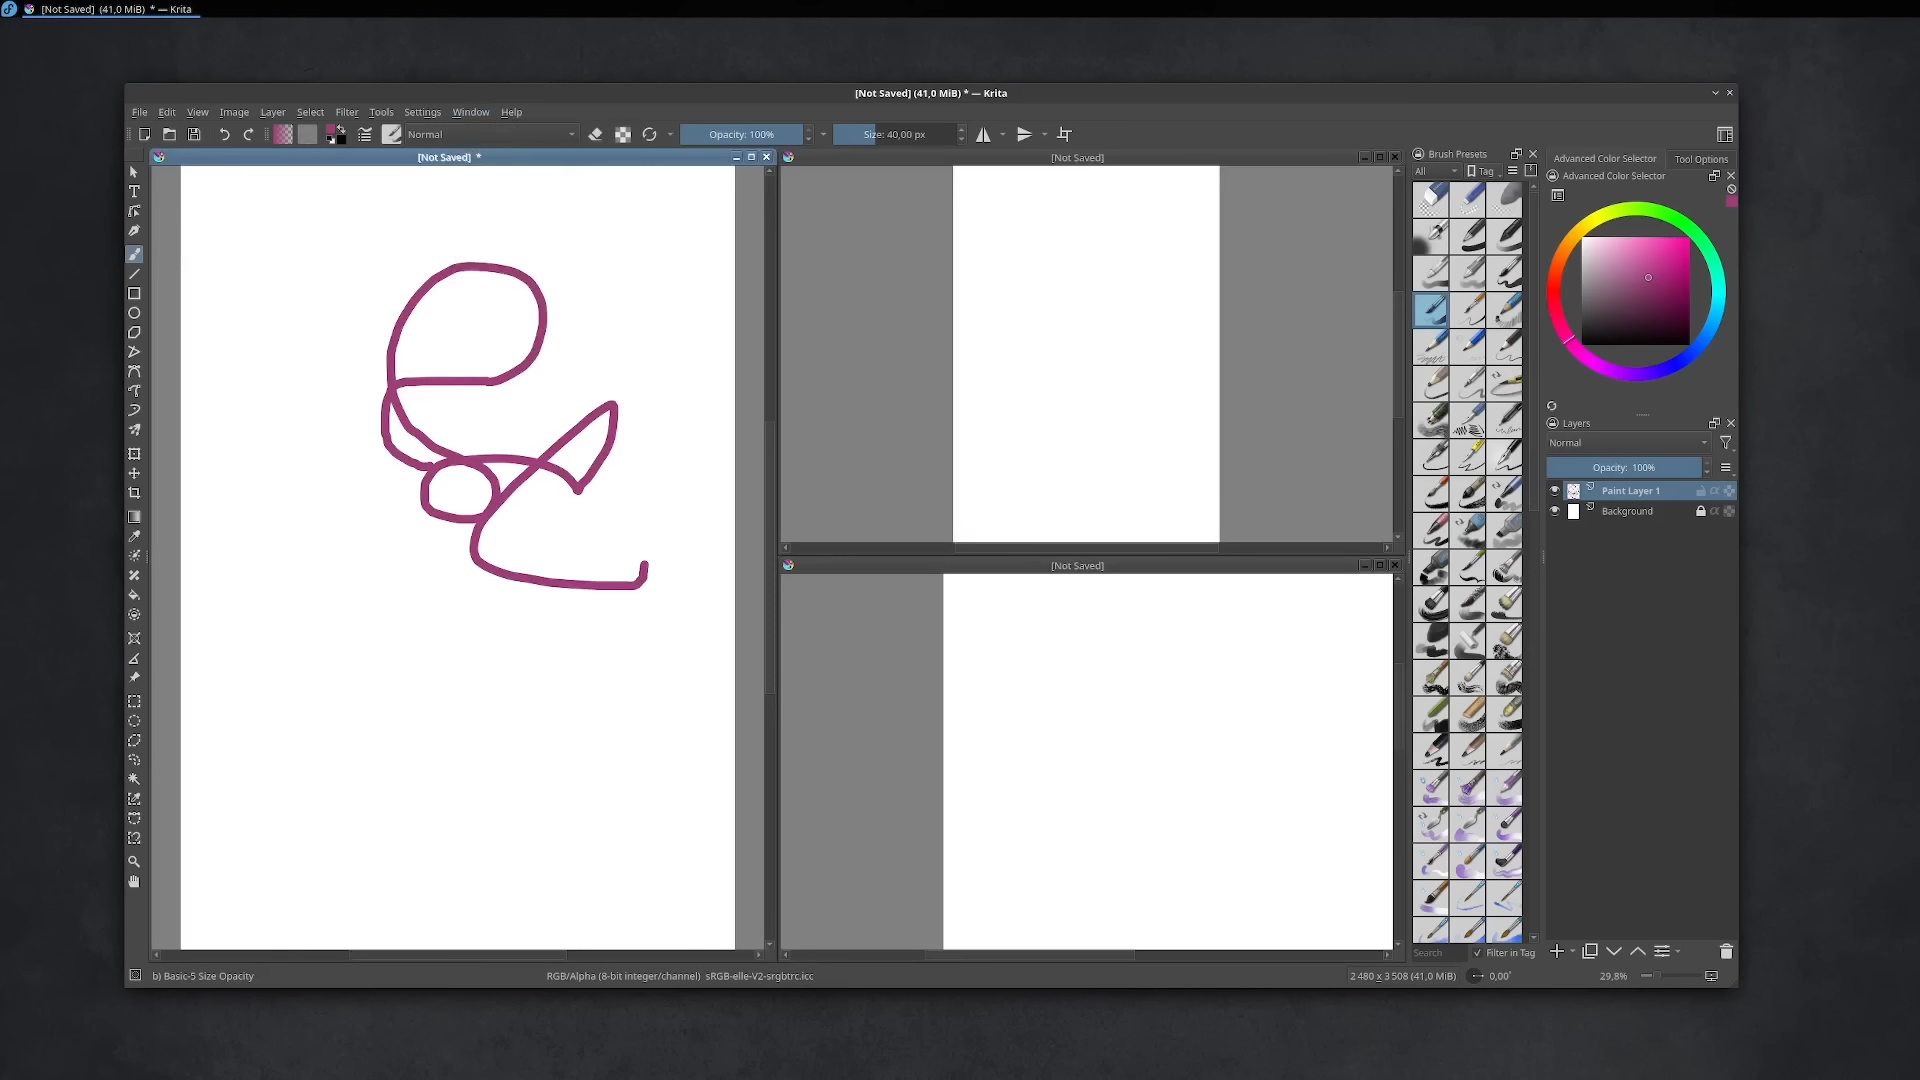 [Not Saved]  (41,0 MiB)  * — Krita
[Not Saved] (41,0 MiB) * — Krita
File Edit View Image Layer Select Filter Tools Settings Window Help
Normal
Opacity: 100%
Size: 40,00 px
[Not Saved] *
[Not Saved]
[Not Saved]
Brush Presets
All
Tag
Advanced Color Selector
Tool Options
Advanced Color Selector
Layers
Normal
Opacity: 100%
Paint Layer 1
Background
Search
Filter in Tag
b) Basic-5 Size Opacity
RGB/Alpha (8-bit integer/channel)  sRGB-elle-V2-srgbtrc.icc
2 480 x 3 508 (41,0 MiB)
0,00°
29,8%